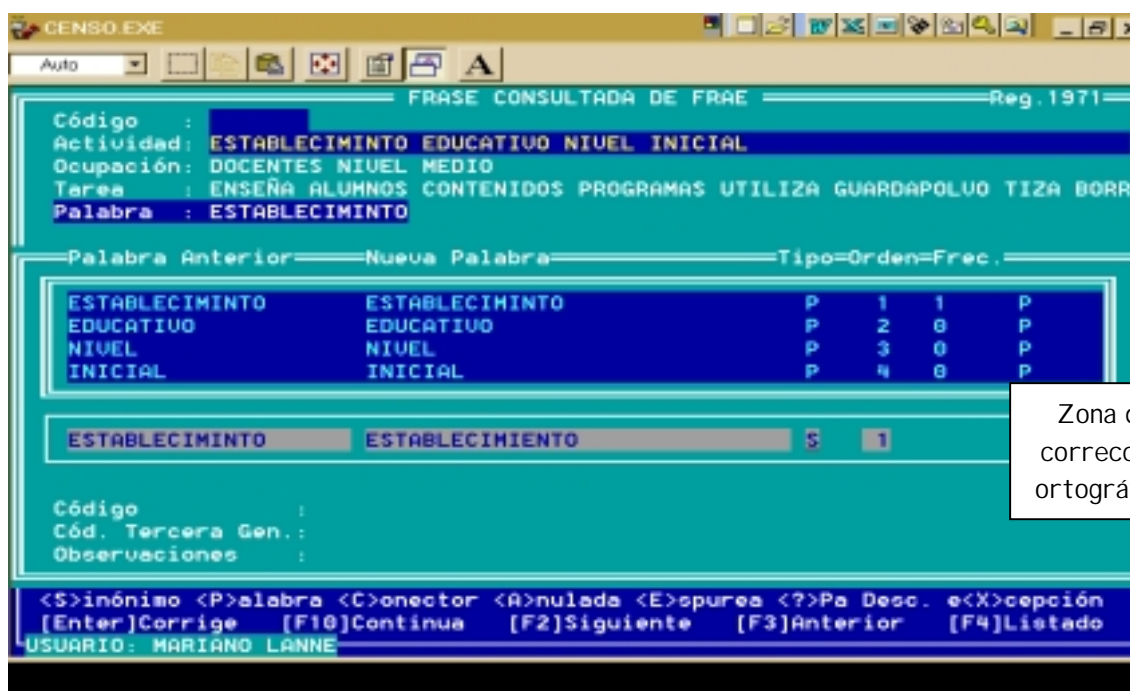 CENSO.EXE
Auto
A
FRASE CONSULTADA DE FRAE Reg.1971
Código :
Actividad: ESTABLECIMINTO EDUCATIVO NIVEL INICIAL
Ocupación: DOCENTES NIVEL MEDIO
Tarea : ENSEÑA ALUMNOS CONTENIDOS PROGRAMAS UTILIZA GUARDAPOLVO TIZA BORR
Palabra : ESTABLECIMINTO
Palabra Anterior Nueva Palabra Tipo=Orden=Frec.
ESTABLECIMINTO ESTABLECIMINTO P 1 1 P
EDUCATIVO EDUCATIVO P 2 0 P
NIVEL NIVEL P 3 0 P
INICIAL INICIAL P 4 0 P
ESTABLECIMINTO ESTABLECIMIENTO S 1
Zona
correcc
ortográ
Código :
Cód. Tercera Gen.:
Observaciones :
<S>inónimo <P>alabra <C>onector <A>nulada <E>spurea <?>Pa Desc. e<X>cepción
[Enter]Corrige [F10]Continua [F2]Siguiente [F3]Anterior [F4]Listado
USUARIO: MARIANO LANNE